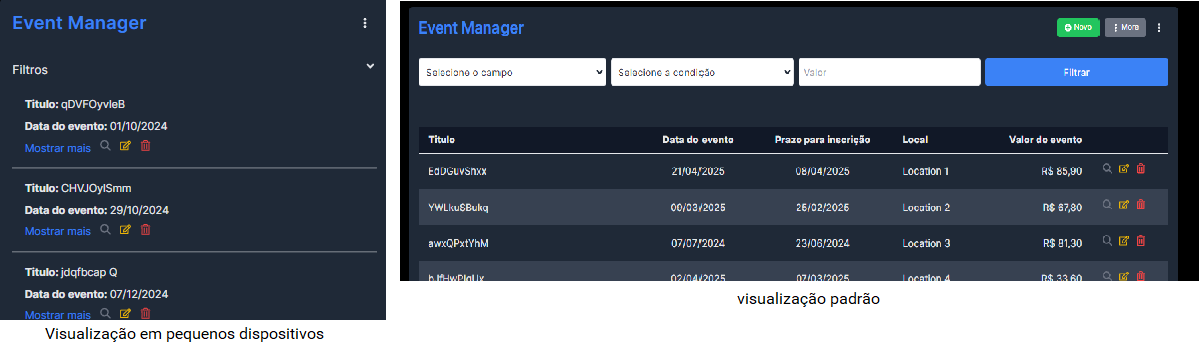 Event Manager
Filtros
Titulo: qDVFOyvleB
Data do evento: 01/10/2024
Mostrar mais
Titulo: CHVJOylSmm
Data do evento: 29/10/2024
Mostrar mais
Titulo: jdqfbcap Q
Data do evento: 07/12/2024
Mostrar mais
Visualização em pequenos dispositivos
Event Manager
Novo
More
Selecione o campo
Selecione a condição
Valor
Filtrar
Titulo Data do evento Prazo para inscrição Local Valor do evento
EdDGuvShxx 21/04/2025 08/04/2025 Location 1 R$ 85,90
YWLkuSBukq 00/03/2025 25/02/2025 Location 2 R$ 67,80
awxQPxtYhM 07/07/2024 23/06/2024 Location 3 R$ 81,30
02/04/2025 07/03/2025 Location 4 R$ 33,60
visualização padrão